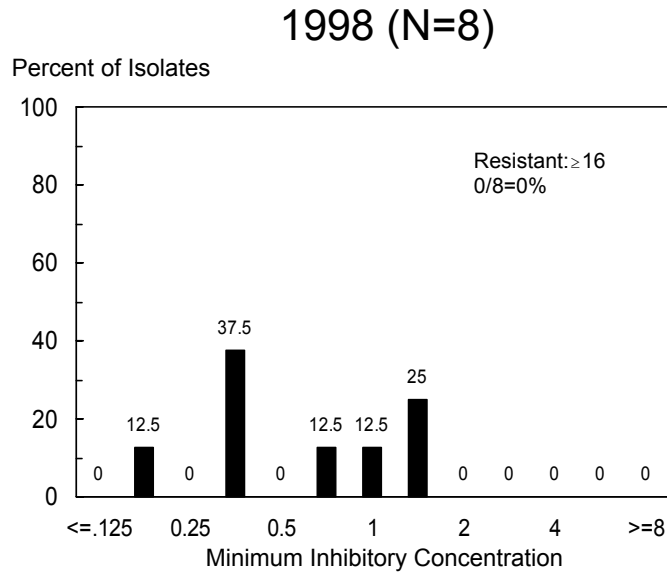 1998 (N=8)
Percent of Isolates
100
Resistant:≥16
0/8=0%
80
60
40
37.5
25
20
12.5
12.5 12.5
0 0 0 0 0 0 0 0
0
<=.125 0.25 0.5 1 2 4 >=8
Minimum Inhibitory Concentration